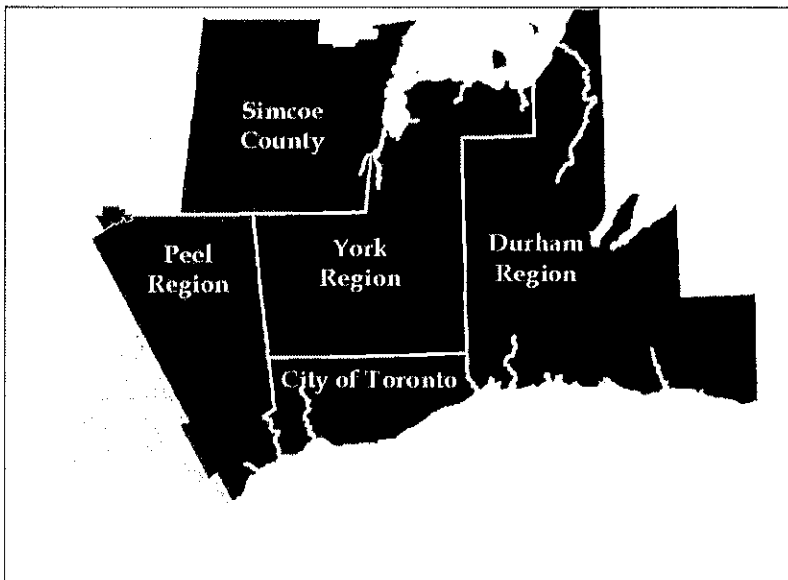 Simcoe
County
Peel
Region
York
Region
Durham
Region
City of Toronto